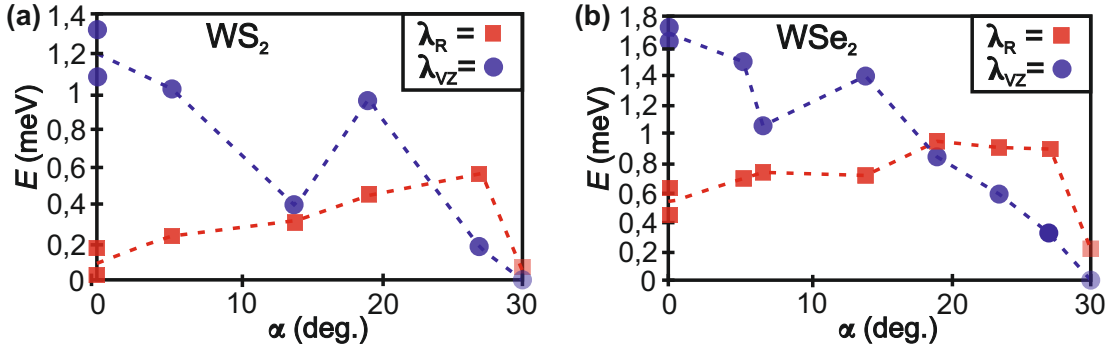 (a)
WS2
λR =
λVZ=
1,4
1,2
1
0,8
0,6
0,4
0,2
0
E (meV)
0
10
20
30
α (deg.)
(b)
WSe2
λR =
λVZ=
1,8
1,6
1,4
1,2
1
0,8
0,6
0,4
0,2
0
E (meV)
0
10
20
30
α (deg.)